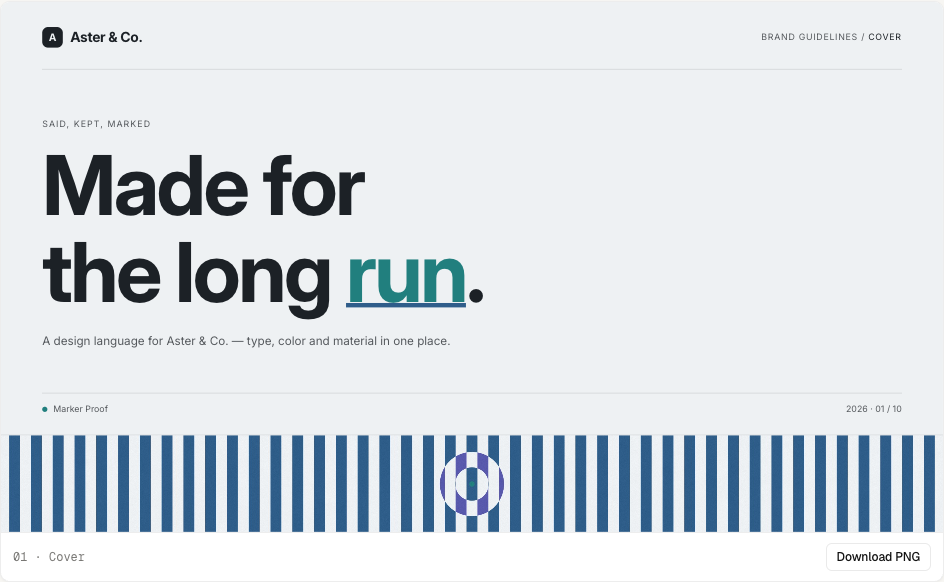 A Aster & Co.
BRAND GUIDELINES / COVER
SAID, KEPT, MARKED
Made for
the long run.
A design language for Aster & Co. — type, color and material in one place.
Marker Proof
2026 · 01 / 10
01 · Cover
Download PNG